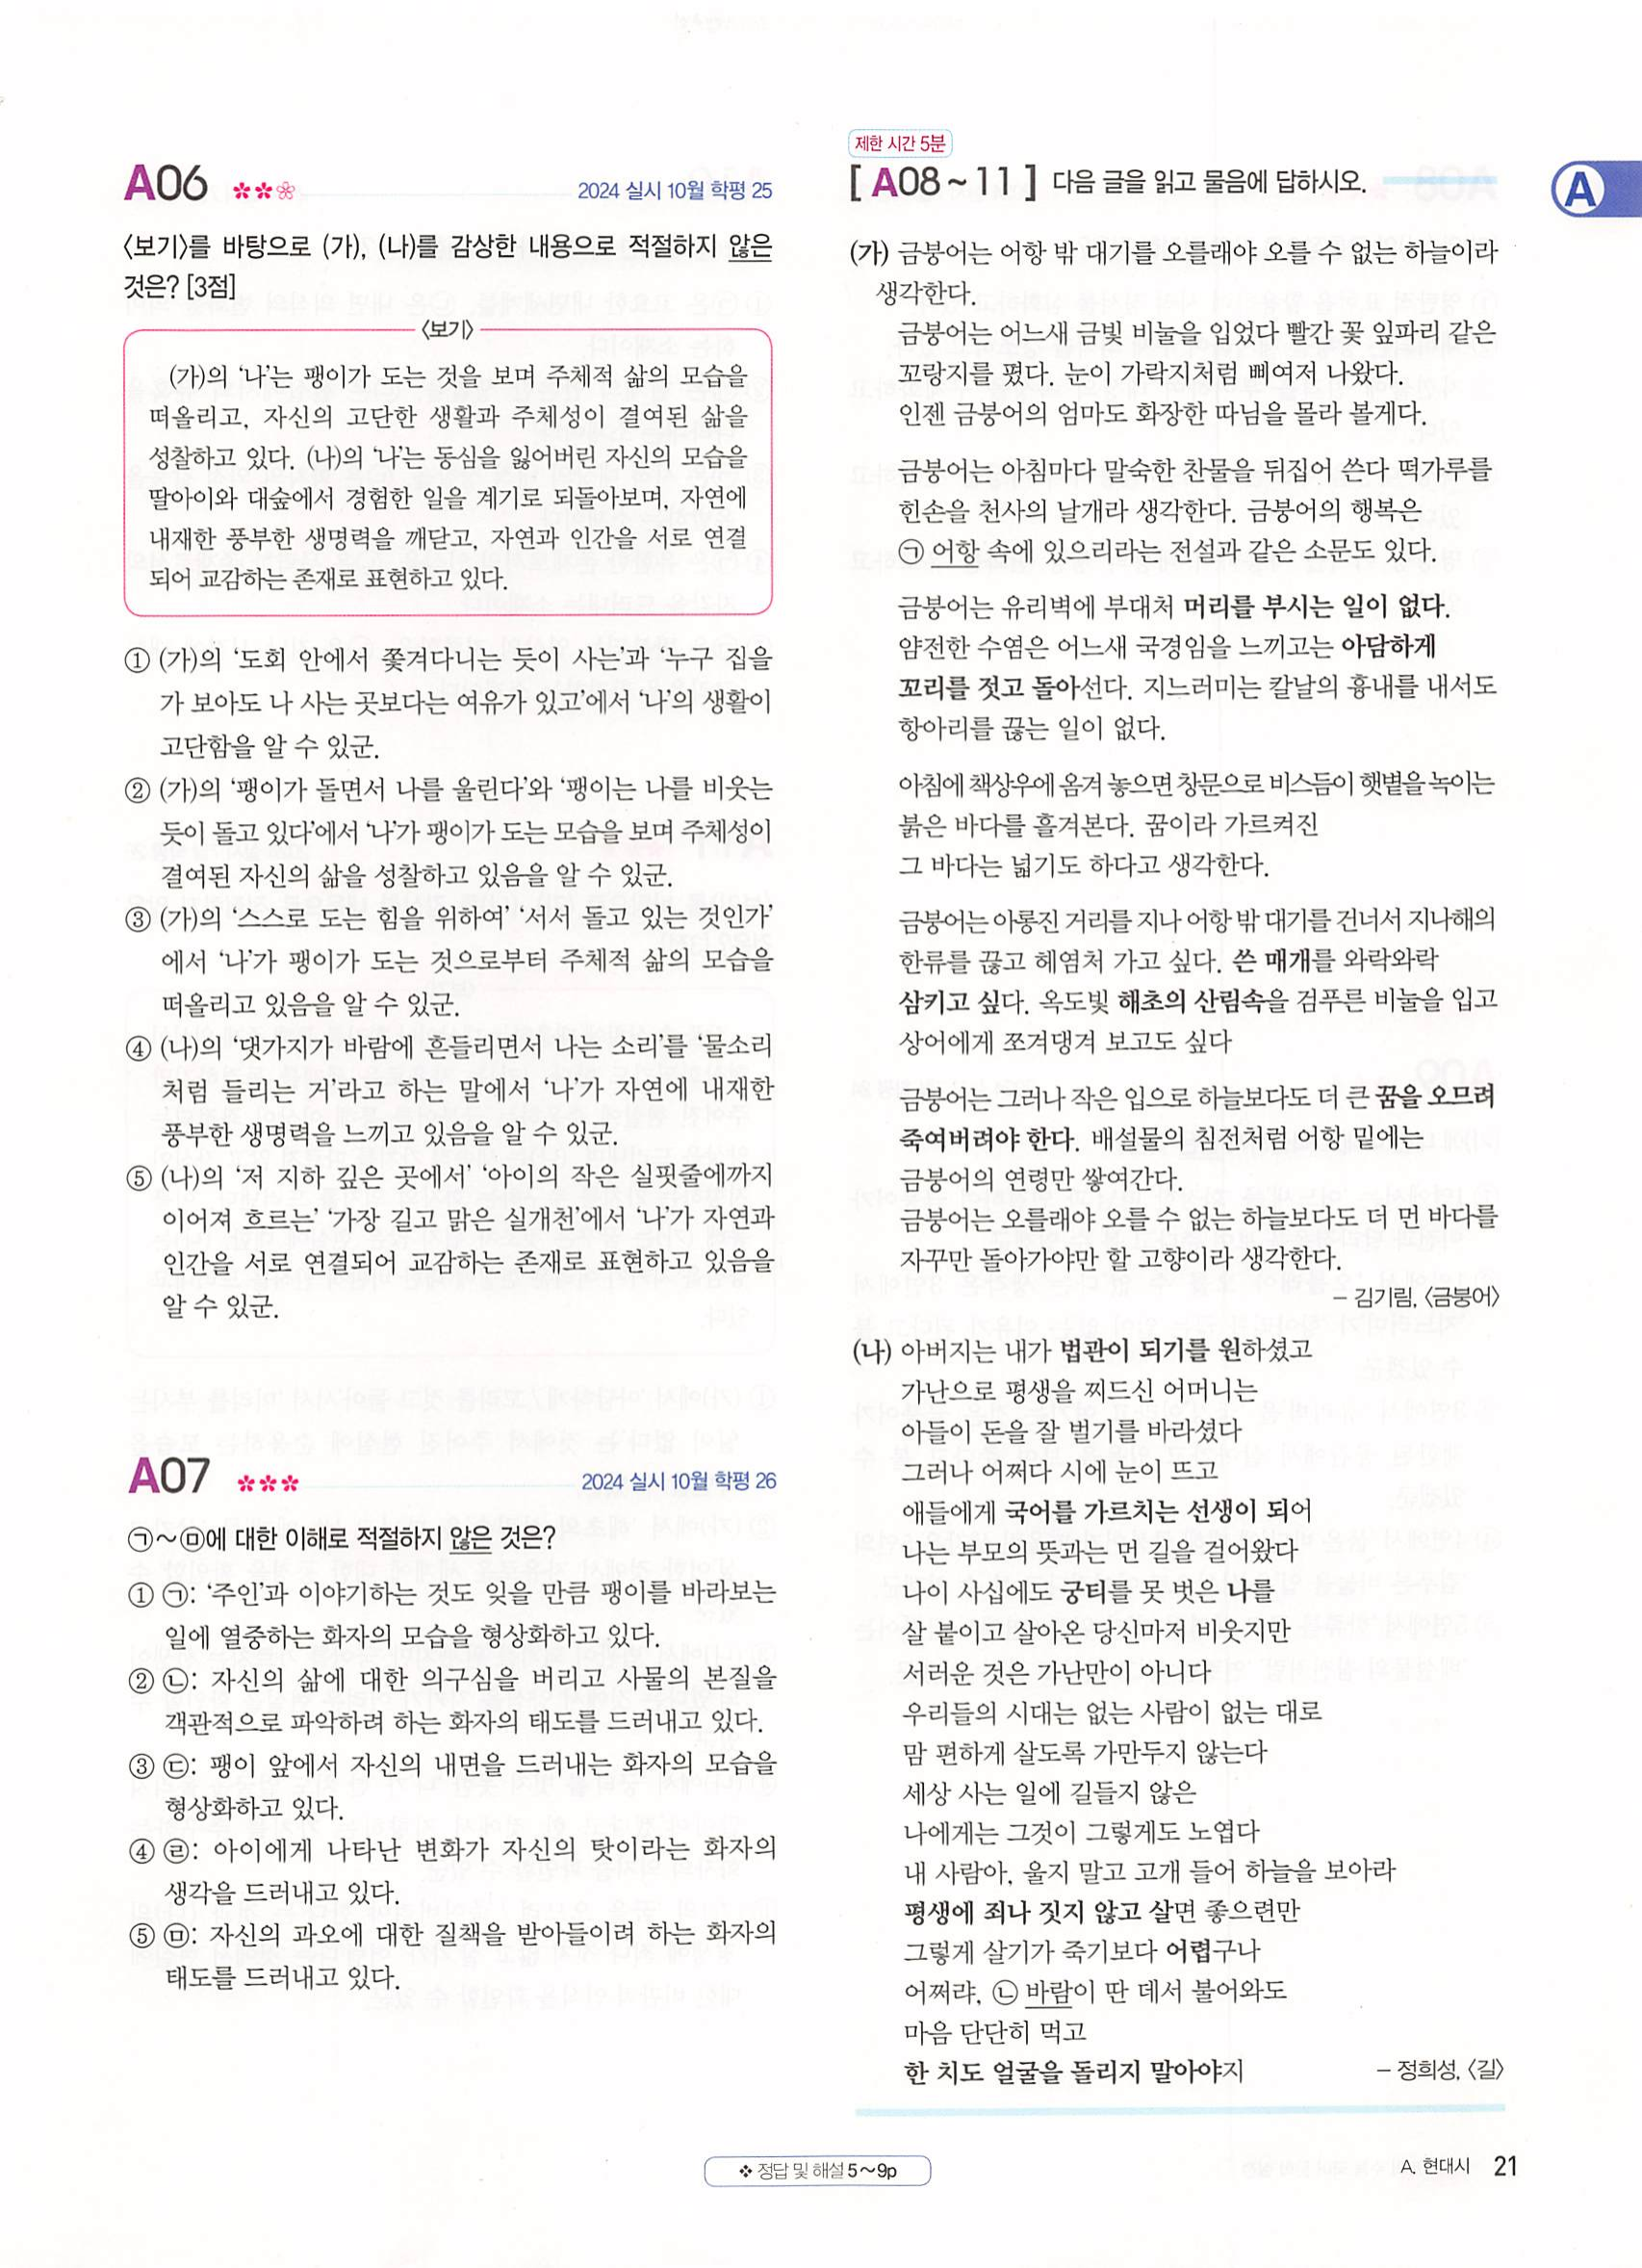 A06
2024 실시 10월 학평 25
<보기>를 바탕으로 (가), (나)를 감상한 내용으로 적절하지 않은
것은? [3점]
<보기>
(가)의 '나'는 팽이가 도는 것을 보며 주체적 삶의 모습을
떠올리고, 자신의 고단한 생활과 주체성이 결여된 삶을
성찰하고 있다. (나)의 '나'는 동심을 잃어버린 자신의 모습을
딸아이와 대숲에서 경험한 일을 계기로 되돌아보며, 자연에
내재한 풍부한 생명력을 깨닫고, 자연과 인간을 서로 연결
되어 교감하는 존재로 표현하고 있다.
① (가)의 '도회 안에서 쫓겨다니는 듯이 사는'과 '누구 집을
가 보아도 나 사는 곳보다는 여유가 있고'에서 '나'의 생활이
고단함을 알 수 있군.
② (가)의 '팽이가 돌면서 나를 울린다'와 '팽이는 나를 비웃는
듯이 돌고 있다'에서 '나'가 팽이가 도는 모습을 보며 주체성이
결여된 자신의 삶을 성찰하고 있음을 알 수 있군.
③ (가)의 '스스로 도는 힘을 위하여' '서서 돌고 있는 것인가'
에서 '나'가 팽이가 도는 것으로부터 주체적 삶의 모습을
떠올리고 있음을 알 수 있군.
④ (나)의 '댓가지가 바람에 흔들리면서 나는 소리'를 '물소리
처럼 들리는 거'라고 하는 말에서 '나'가 자연에 내재한
풍부한 생명력을 느끼고 있음을 알 수 있군.
⑤ (나)의 '저 지하 깊은 곳에서' '아이의 작은 실핏줄에까지
이어져 흐르는' '가장 길고 맑은 실개천'에서 '나'가 자연과
인간을 서로 연결되어 교감하는 존재로 표현하고 있음을
알 수 있군.
A07
2024 실시 10월 학평 26
㉠~㉤에 대한 이해로 적절하지 않은 것은?
① ㉠: '주인'과 이야기하는 것도 잊을 만큼 팽이를 바라보는
일에 열중하는 화자의 모습을 형상화하고 있다.
② ㉡: 자신의 삶에 대한 의구심을 버리고 사물의 본질을
객관적으로 파악하려 하는 화자의 태도를 드러내고 있다.
③ ㉢: 팽이 앞에서 자신의 내면을 드러내는 화자의 모습을
형상화하고 있다.
④ ㉣: 아이에게 나타난 변화가 자신의 탓이라는 화자의
생각을 드러내고 있다.
⑤ ㉤: 자신의 과오에 대한 질책을 받아들이려 하는 화자의
태도를 드러내고 있다.
제한 시간 5분
[ A08~11 ] 다음 글을 읽고 물음에 답하시오.
A
(가) 금붕어는 어항 밖 대기를 오를래야 오를 수 없는 하늘이라
생각한다.
금붕어는 어느새 금빛 비눌을 입었다 빨간 꽃 잎파리 같은
꼬랑지를 폈다. 눈이 가락지처럼 삐여저 나왔다.
인젠 금붕어의 엄마도 화장한 따님을 몰라 볼게다.
금붕어는 아침마다 말숙한 찬물을 뒤집어 쓴다 떡가루를
힌손을 천사의 날개라 생각한다. 금붕어의 행복은
㉠ 어항 속에 있으리라는 전설과 같은 소문도 있다.
금붕어는 유리벽에 부대처 머리를 부시는 일이 없다.
얌전한 수염은 어느새 국경임을 느끼고는 아담하게
꼬리를 젓고 돌아선다. 지느러미는 칼날의 흉내를 내서도
항아리를 끊는 일이 없다.
아침에 책상우에 옴겨 놓으면 창문으로 비스듬이 햇볕을 녹이는
붉은 바다를 흘겨본다. 꿈이라 가르켜진
그 바다는 넓기도 하다고 생각한다.
금붕어는 아롱진 거리를 지나 어항 밖 대기를 건너서 지나해의
한류를 끊고 헤염처 가고 싶다. 쓴 매개를 와락와락
삼키고 싶다. 옥도빛 해초의 산림속을 검푸른 비눌을 입고
상어에게 쪼겨댕겨 보고도 싶다
금붕어는 그러나 작은 입으로 하늘보다도 더 큰 꿈을 오므려
죽여버려야 한다. 배설물의 침전처럼 어항 밑에는
금붕어의 연령만 쌓여간다.
금붕어는 오를래야 오를 수 없는 하늘보다도 더 먼 바다를
자꾸만 돌아가야만 할 고향이라 생각한다.
- 김기림, <금붕어>
(나) 아버지는 내가 법관이 되기를 원하셨고
가난으로 평생을 찌드신 어머니는
아들이 돈을 잘 벌기를 바라셨다
그러나 어쩌다 시에 눈이 뜨고
애들에게 국어를 가르치는 선생이 되어
나는 부모의 뜻과는 먼 길을 걸어왔다
나이 사십에도 궁티를 못 벗은 나를
살 붙이고 살아온 당신마저 비웃지만
서러운 것은 가난만이 아니다
우리들의 시대는 없는 사람이 없는 대로
맘 편하게 살도록 가만두지 않는다
세상 사는 일에 길들지 않은
나에게는 그것이 그렇게도 노엽다
내 사람아, 울지 말고 고개 들어 하늘을 보아라
평생에 죄나 짓지 않고 살면 좋으련만
그렇게 살기가 죽기보다 어렵구나
어쩌랴, ㉡ 바람이 딴 데서 불어와도
마음 단단히 먹고
한 치도 얼굴을 돌리지 말아야지
- 정희성, <길>
❖ 정답 및 해설 5~9p
A. 현대시 21